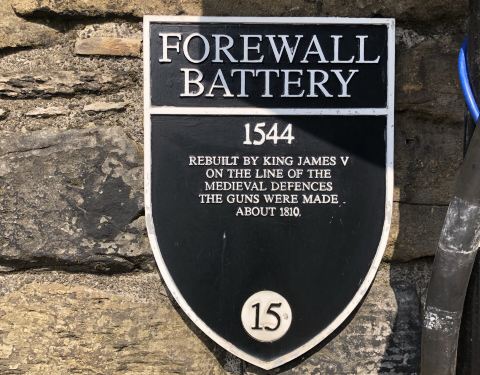 FOREWALL
BATTERY
1544
REBUILT BY KING JAMES V
ON THE LINE OF THE
MEDIEVAL DEFENCES
THE GUNS WERE MADE
ABOUT 1810.
15